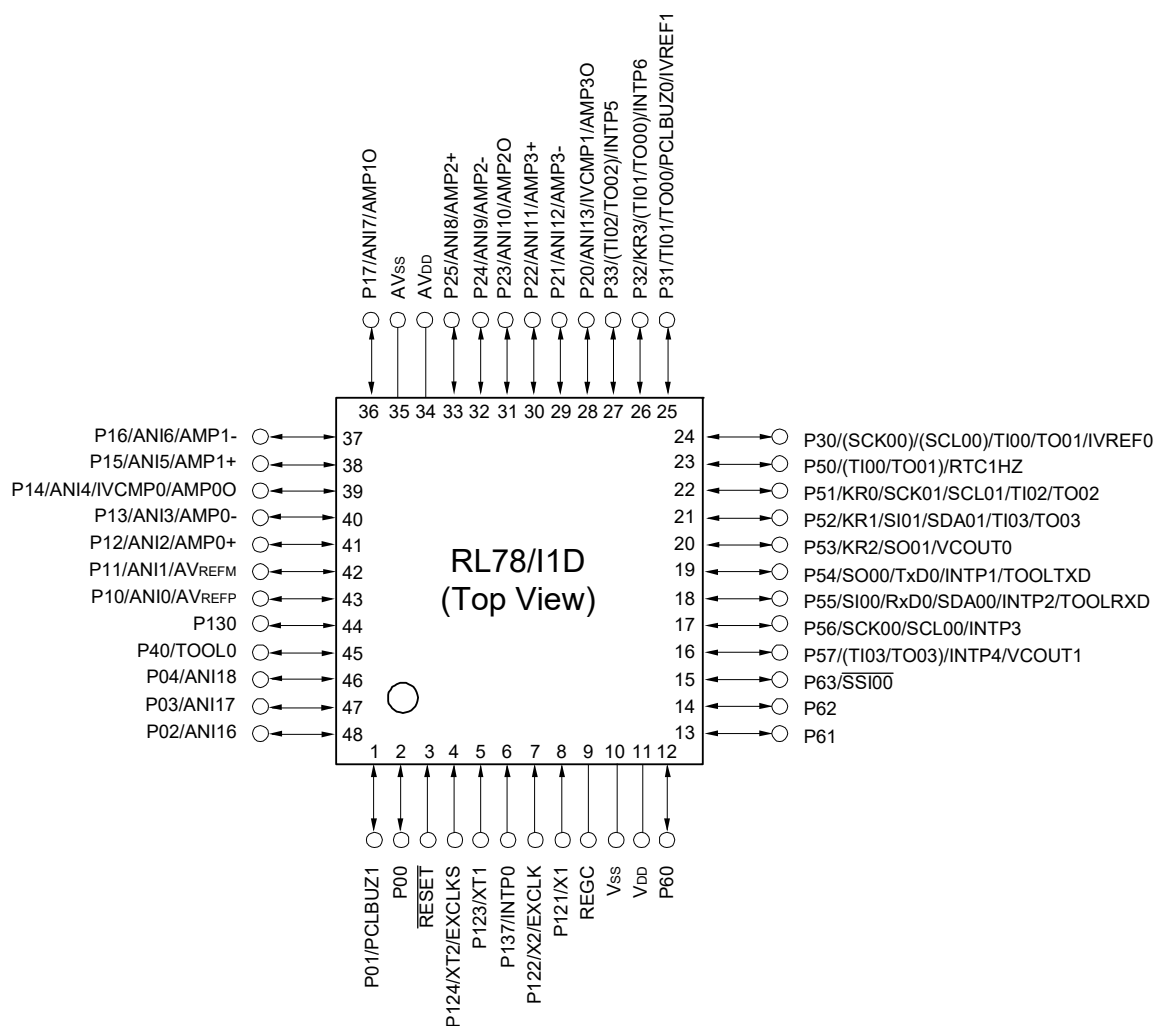 P17/ANI7/AMP1O
AVSS
AVDD
P25/ANI8/AMP2+
P24/ANI9/AMP2-
P23/ANI10/AMP2O
P22/ANI11/AMP3+
P21/ANI12/AMP3-
P20/ANI13/IVCMP1/AMP3O
P33/(TI02/TO02)/INTP5
P32/KR3/(TI01/TO00)/INTP6
P31/TI01/TO00/PCLBUZ0/IVREF1
36 35 34 33 32 31 30 29 28 27 26 25
P16/ANI6/AMP1-
37
P15/ANI5/AMP1+
38
P14/ANI4/IVCMP0/AMP0O
39
P13/ANI3/AMP0-
40
P12/ANI2/AMP0+
41
P11/ANI1/AVREFM
42
P10/ANI0/AVREFP
43
P130
44
P40/TOOL0
45
P04/ANI18
46
P03/ANI17
47
P02/ANI16
48
RL78/I1D
(Top View)
24
P30/(SCK00)/(SCL00)/TI00/TO01/IVREF0
23
P50/(TI00/TO01)/RTC1HZ
22
P51/KR0/SCK01/SCL01/TI02/TO02
21
P52/KR1/SI01/SDA01/TI03/TO03
20
P53/KR2/SO01/VCOUT0
19
P54/SO00/TxD0/INTP1/TOOLTXD
18
P55/SI00/RxD0/SDA00/INTP2/TOOLRXD
17
P56/SCK00/SCL00/INTP3
16
P57/(TI03/TO03)/INTP4/VCOUT1
15
P63/SSI00
14
P62
13
P61
1 2 3 4 5 6 7 8 9 10 11 12
P01/PCLBUZ1
P00
RESET
P124/XT2/EXCLKS
P123/XT1
P137/INTP0
P122/X2/EXCLK
P121/X1
REGC
VSS
VDD
P60